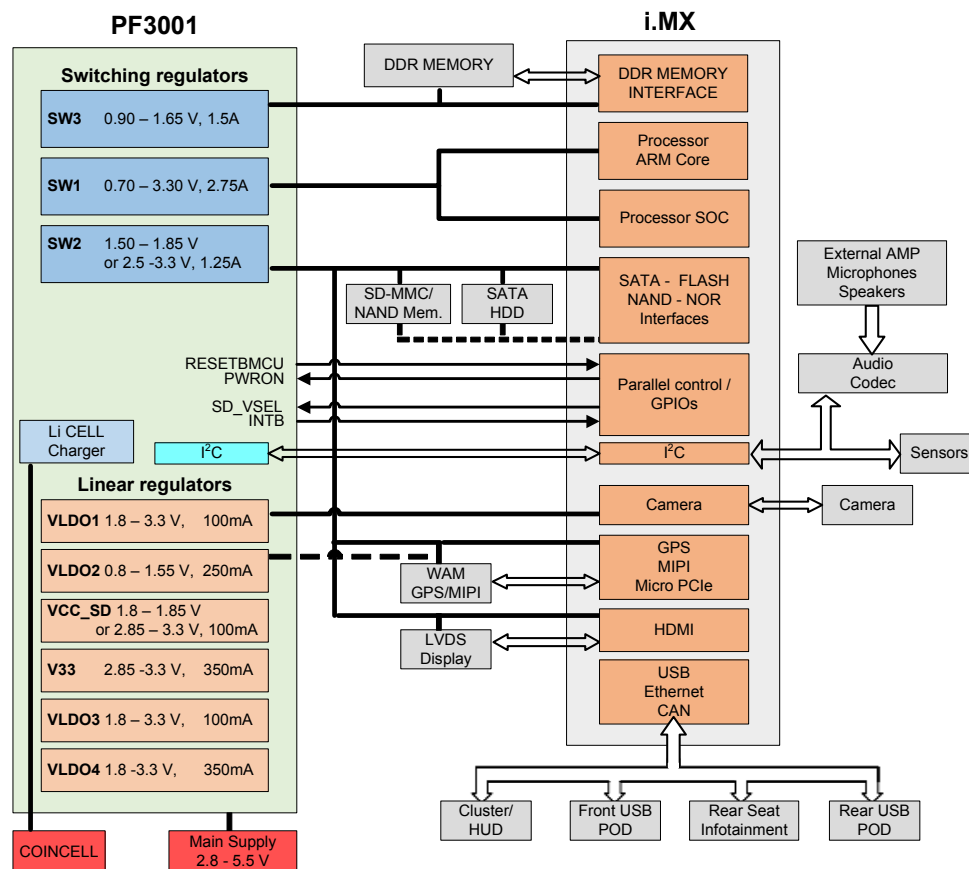 PF3001
i.MX
Switching regulators
SW3 0.90 – 1.65 V, 1.5A
SW1 0.70 – 3.30 V, 2.75A
SW2 1.50 – 1.85 V
or 2.5 -3.3 V, 1.25A
RESETBMCU
PWRON
SD_VSEL
INTB
Li CELL
Charger
I²C
Linear regulators
VLDO1 1.8 – 3.3 V, 100mA
VLDO2 0.8 – 1.55 V, 250mA
VCC_SD 1.8 – 1.85 V
or 2.85 – 3.3 V, 100mA
V33 2.85 -3.3 V, 350mA
VLDO3 1.8 – 3.3 V, 100mA
VLDO4 1.8 -3.3 V, 350mA
COINCELL
Main Supply
2.8 - 5.5 V
DDR MEMORY
SD-MMC/
NAND Mem.
SATA
HDD
WAM
GPS/MIPI
LVDS
Display
DDR MEMORY
INTERFACE
Processor
ARM Core
Processor SOC
SATA - FLASH
NAND - NOR
Interfaces
Parallel control /
GPIOs
I²C
Camera
GPS
MIPI
Micro PCIe
HDMI
USB
Ethernet
CAN
External AMP
Microphones
Speakers
Audio
Codec
Sensors
Camera
Cluster/
HUD
Front USB
POD
Rear Seat
Infotainment
Rear USB
POD